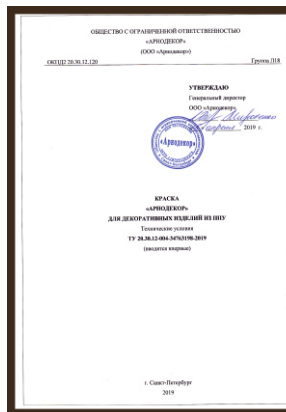 ОБЩЕСТВО С ОГРАНИЧЕННОЙ ОТВЕТСТВЕННОСТЬЮ
«АРНОДЕКОР»
(ООО «Арнодекор»)
ОКПД2 20.30.12.120 Группа Л18
УТВЕРЖДАЮ
Генеральный директор
ООО «Арнодекор»
2019 г.
«Арнодекор»
КРАСКА
«АРНОДЕКОР»
ДЛЯ ДЕКОРАТИВНЫХ ИЗДЕЛИЙ ИЗ ППУ
Технические условия
ТУ 20.30.12-004-34763198-2019
(вводится впервые)
г. Санкт-Петербург
2019